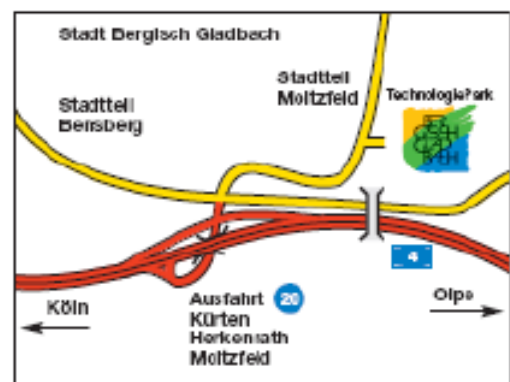 Stadt Bergisch Gladbach
Stadtteil
Moitzfeld
TechnologiePark
Stadtteil
Bensberg
4
Köln
Ausfahrt 20
Kürten
Herkenrath
Moitzfeld
Olpe